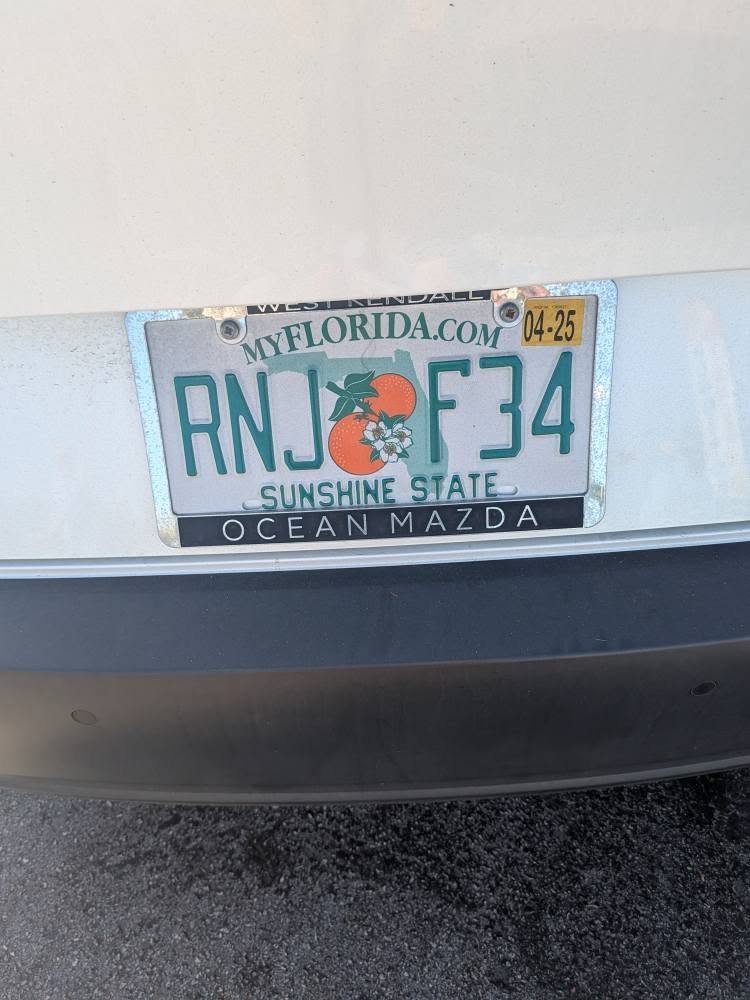 WEST KENDALL
MYFLORIDA.COM
04-25
RNJ F34
SUNSHINE STATE
OCEAN MAZDA